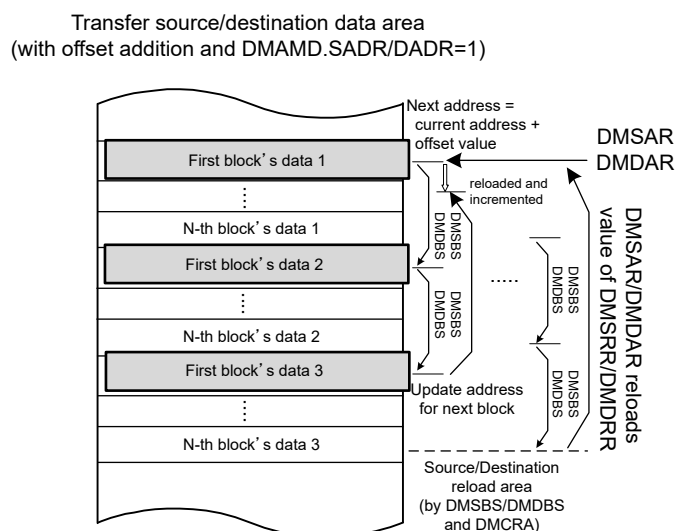 Transfer source/destination data area
(with offset addition and DMAMD.SADR/DADR=1)
Next address =
current address +
offset value
DMSAR
DMDAR
First block’s data 1
reloaded and
incremented
N-th block’s data 1
DMSBS
DMDBS
First block’s data 2
DMSBS
DMDBS
.....
DMSBS
DMDBS
DMSBS
DMDBS
DMSAR/DMDAR reloads
value of DMSRR/DMDRR
N-th block’s data 2
First block’s data 3
Update address
for next block
N-th block’s data 3
Source/Destination
reload area
(by DMSBS/DMDBS
and DMCRA)